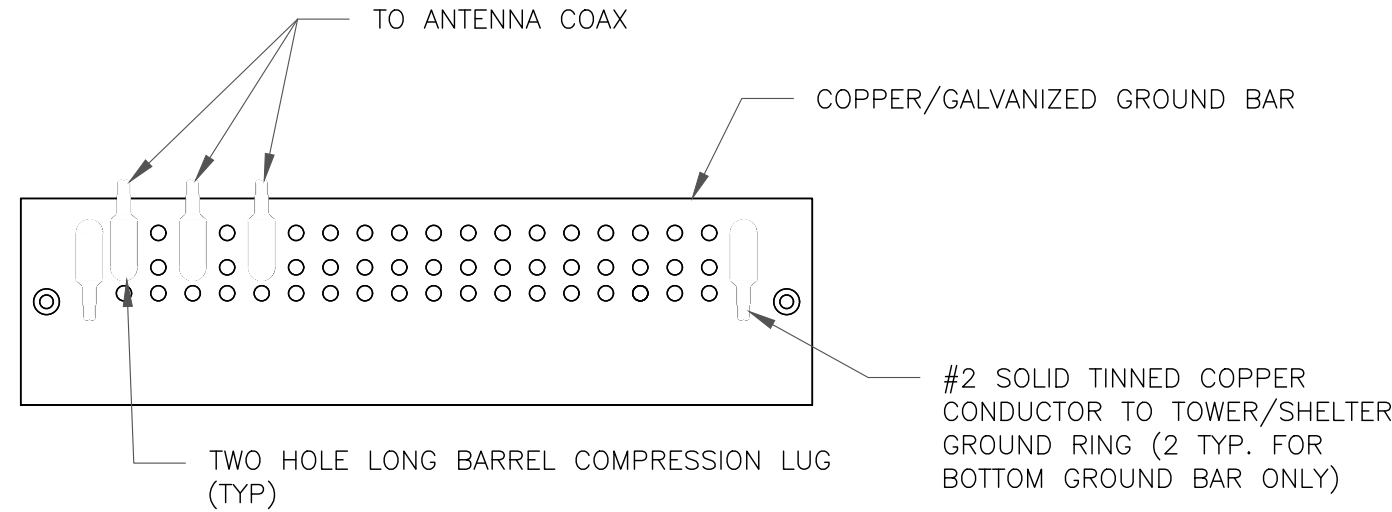 TO ANTENNA COAX
COPPER/GALVANIZED GROUND BAR
#2 SOLID TINNED COPPER
CONDUCTOR TO TOWER/SHELTER
GROUND RING (2 TYP. FOR
BOTTOM GROUND BAR ONLY)
TWO HOLE LONG BARREL COMPRESSION LUG
(TYP)